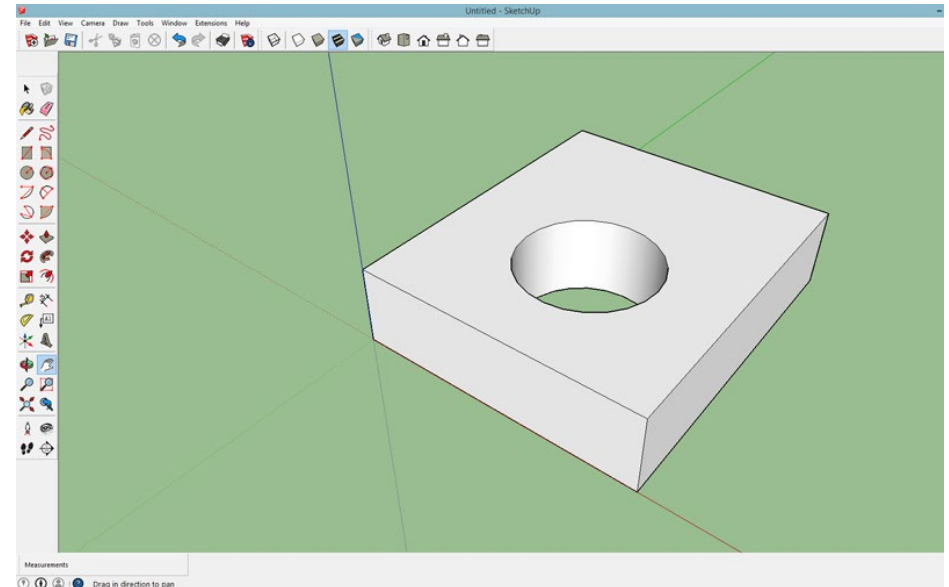 Untitled - SketchUp
File Edit View Camera Draw Tools Window Extensions Help
Measurements
Drag in direction to pan